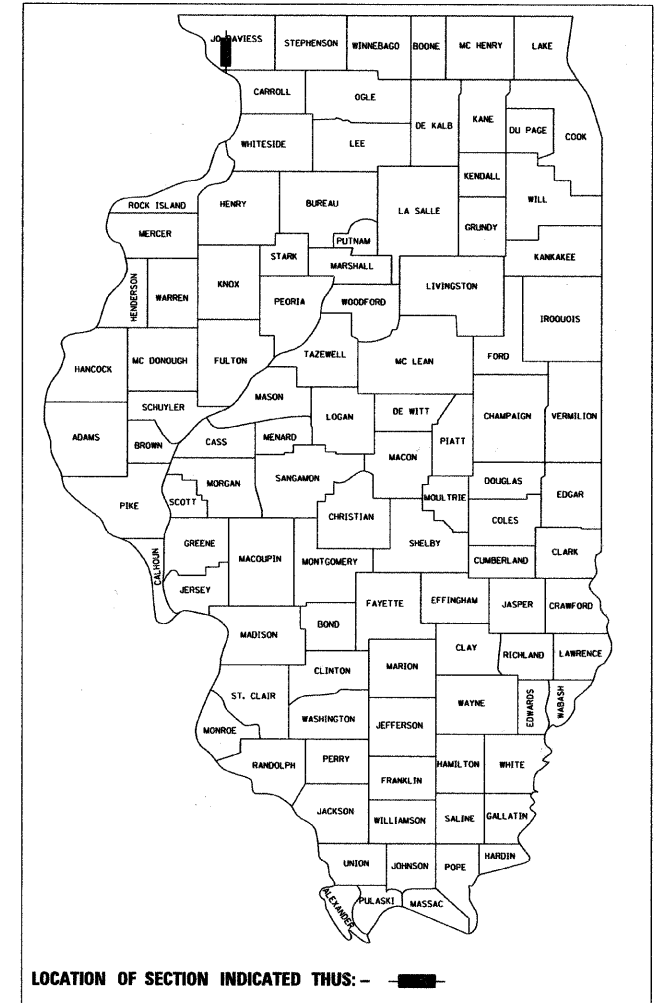 JO DAVIESS STEPHENSON WINNEBAGO BOONE MC HENRY LAKE
CARROLL OGLE
DE KALB KANE DU PAGE COOK
WHITESIDE LEE
KENDALL
ROCK ISLAND HENRY BUREAU LA SALLE WILL
MERCER PUTNAM GRUNDY
STARK MARSHALL KANKAKEE
HENDERSON WARREN KNOX PEORIA WOODFORD LIVINGSTON IROQUOIS
HANCOCK MC DONOUGH FULTON TAZEWELL MC LEAN FORD
SCHUYLER MASON LOGAN DE WITT CHAMPAIGN VERMILION
ADAMS BROWN CASS MENARD MACON PIATT
MORGAN SANGAMON DOUGLAS EDGAR
PIKE SCOTT CHRISTIAN MOULTRIE COLES
CALHOUN GREENE MACOUPIN MONTGOMERY SHELBY CUMBERLAND CLARK
JERSEY FAYETTE EFFINGHAM JASPER CRAWFORD
MADISON BOND
CLAY RICHLAND LAWRENCE
CLINTON MARION
ST. CLAIR WAYNE EDWARDS WABASH
MONROE WASHINGTON JEFFERSON
RANDOLPH PERRY HAMILTON WHITE
FRANKLIN
JACKSON WILLIAMSON SALINE GALLATIN
UNION JOHNSON POPE HARDIN
ALEXANDER PULASKI MASSAC
LOCATION OF SECTION INDICATED THUS: -